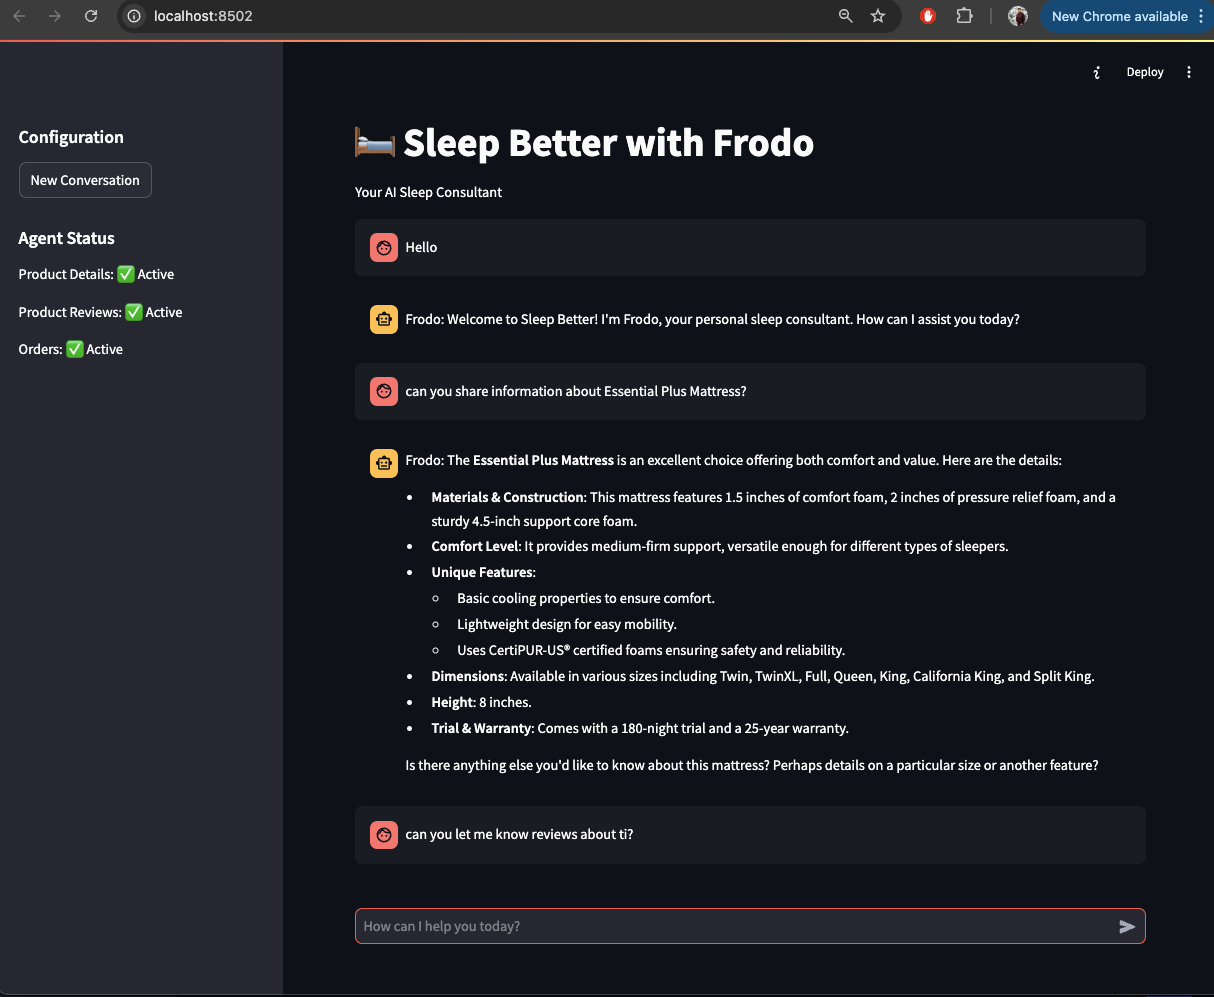 localhost:8502
New Chrome available
Deploy
Configuration
New Conversation
Agent Status
Product Details: ✅ Active
Product Reviews: ✅ Active
Orders: ✅ Active
🛏️ Sleep Better with Frodo
Your AI Sleep Consultant
Hello
Frodo: Welcome to Sleep Better! I'm Frodo, your personal sleep consultant. How can I assist you today?
can you share information about Essential Plus Mattress?
Frodo: The Essential Plus Mattress is an excellent choice offering both comfort and value. Here are the details:
Materials & Construction: This mattress features 1.5 inches of comfort foam, 2 inches of pressure relief foam, and a
sturdy 4.5-inch support core foam.
Comfort Level: It provides medium-firm support, versatile enough for different types of sleepers.
Unique Features:
Basic cooling properties to ensure comfort.
Lightweight design for easy mobility.
Uses CertiPUR-US® certified foams ensuring safety and reliability.
Dimensions: Available in various sizes including Twin, TwinXL, Full, Queen, King, California King, and Split King.
Height: 8 inches.
Trial & Warranty: Comes with a 180-night trial and a 25-year warranty.
Is there anything else you'd like to know about this mattress? Perhaps details on a particular size or another feature?
can you let me know reviews about ti?
How can I help you today?